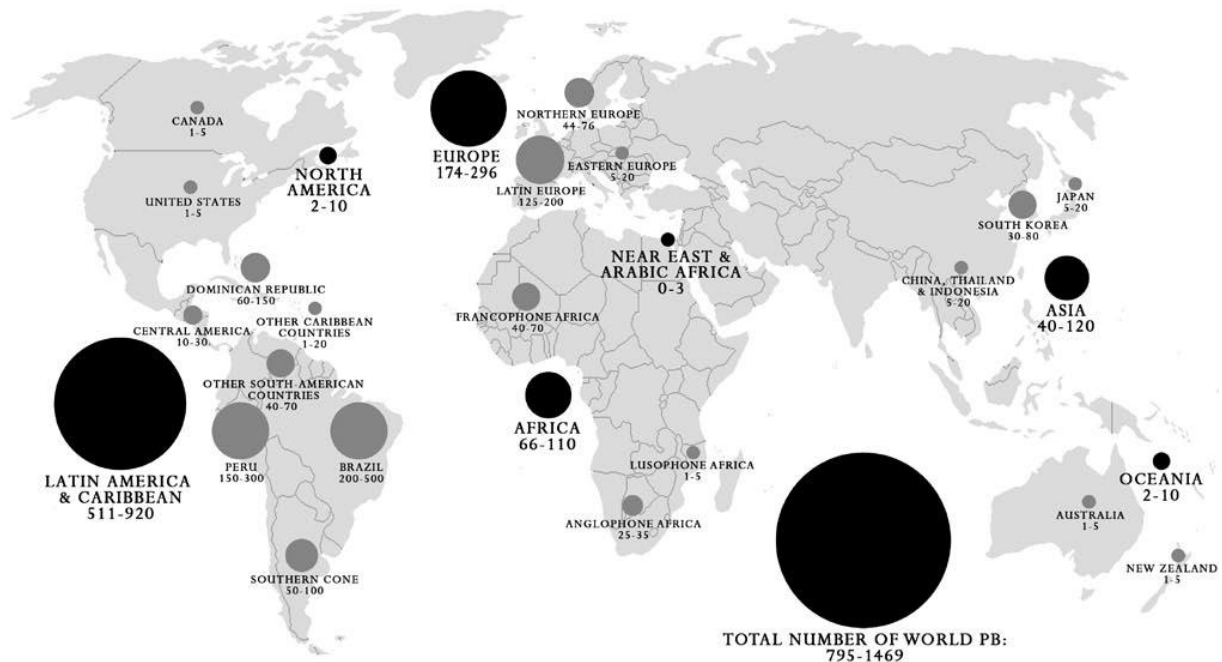 CANADA
1-5
NORTH
AMERICA
2-10
UNITED STATES
1-5
DOMINICAN REPUBLIC
60-150
CENTRAL AMERICA
10-30
OTHER CARIBBEAN
COUNTRIES
1-20
OTHER SOUTH-AMERICAN
COUNTRIES
40-70
PERU
150-300
BRAZIL
200-500
LATIN AMERICA
& CARIBBEAN
511-920
SOUTHERN CONE
50-100
EUROPE
174-296
NORTHERN EUROPE
44-76
EASTERN EUROPE
5-20
LATIN EUROPE
125-200
NEAR EAST &
ARABIC AFRICA
0-3
FRANCOPHONE AFRICA
40-70
AFRICA
66-110
LUSOPHONE AFRICA
1-5
ANGLOPHONE AFRICA
25-35
JAPAN
5-20
SOUTH KOREA
30-80
CHINA, THAILAND
& INDONESIA
5-20
ASIA
40-120
OCEANIA
2-10
AUSTRALIA
1-5
NEW ZEALAND
1-5
TOTAL NUMBER OF WORLD PB:
795-1469